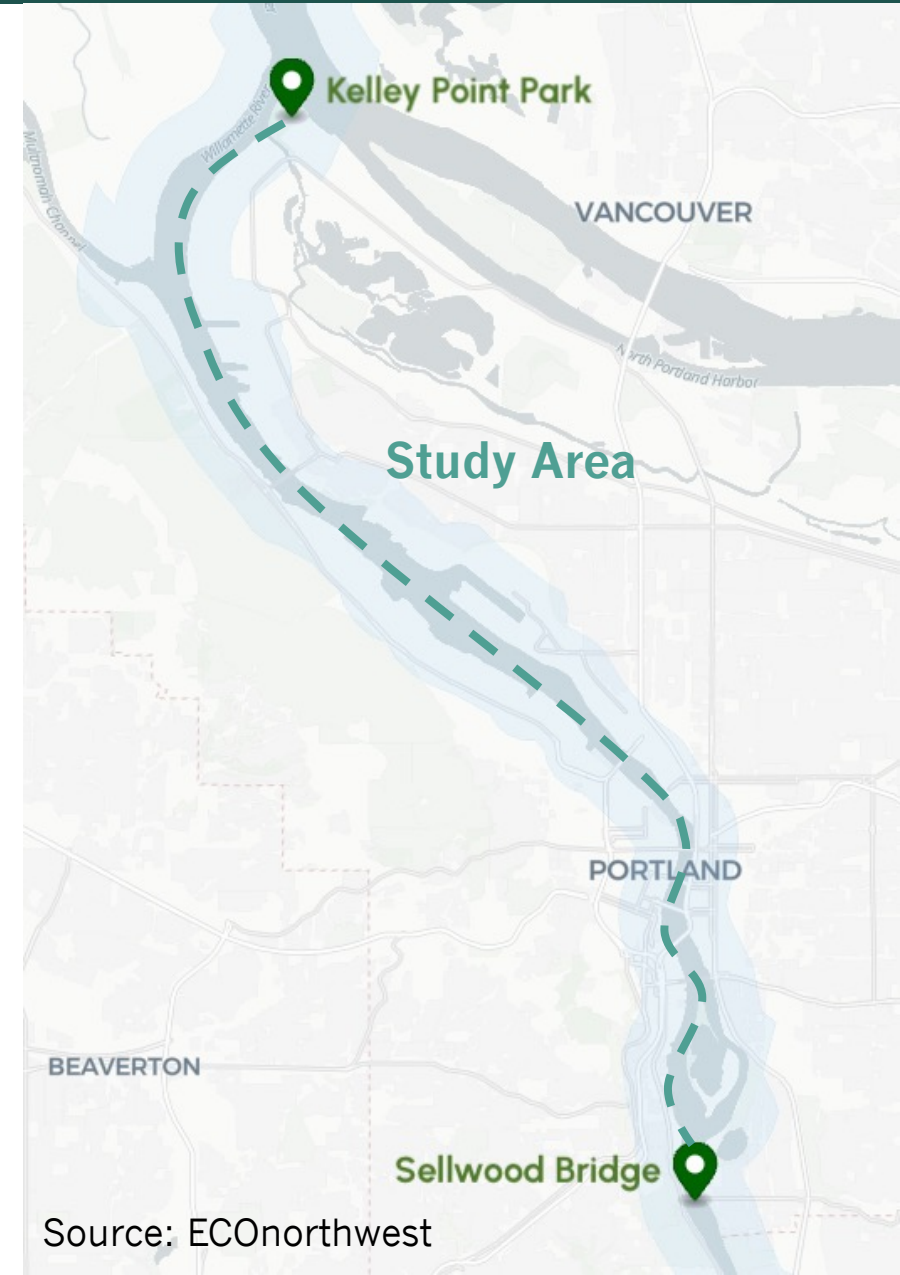 Kelley Point Park
Willamette River
Multnomah Channel
VANCOUVER
North Portland Harbor
Study Area
PORTLAND
BEAVERTON
Sellwood Bridge
Source: ECOnorthwest